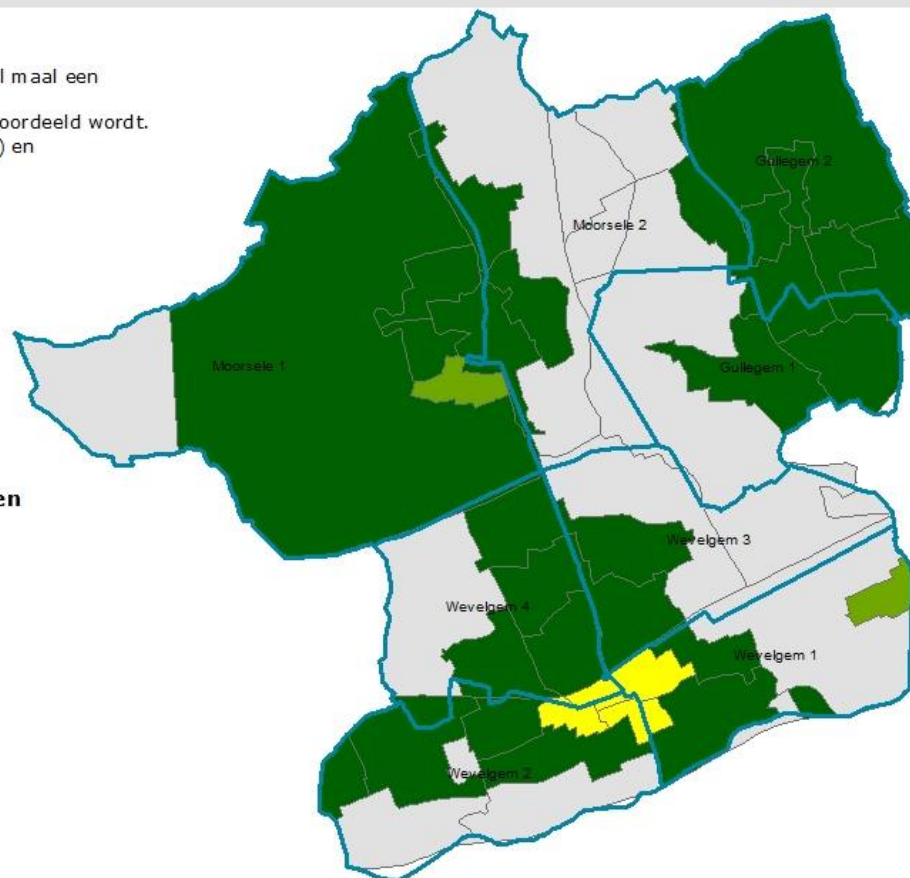 l maal een
oordeeld wordt.
) en
en
Gullegem 2
Moorsele 2
Moorsele 1
Gullegem 1
Wevelgem 3
Wevelgem 4
Wevelgem 1
Wevelgem 2